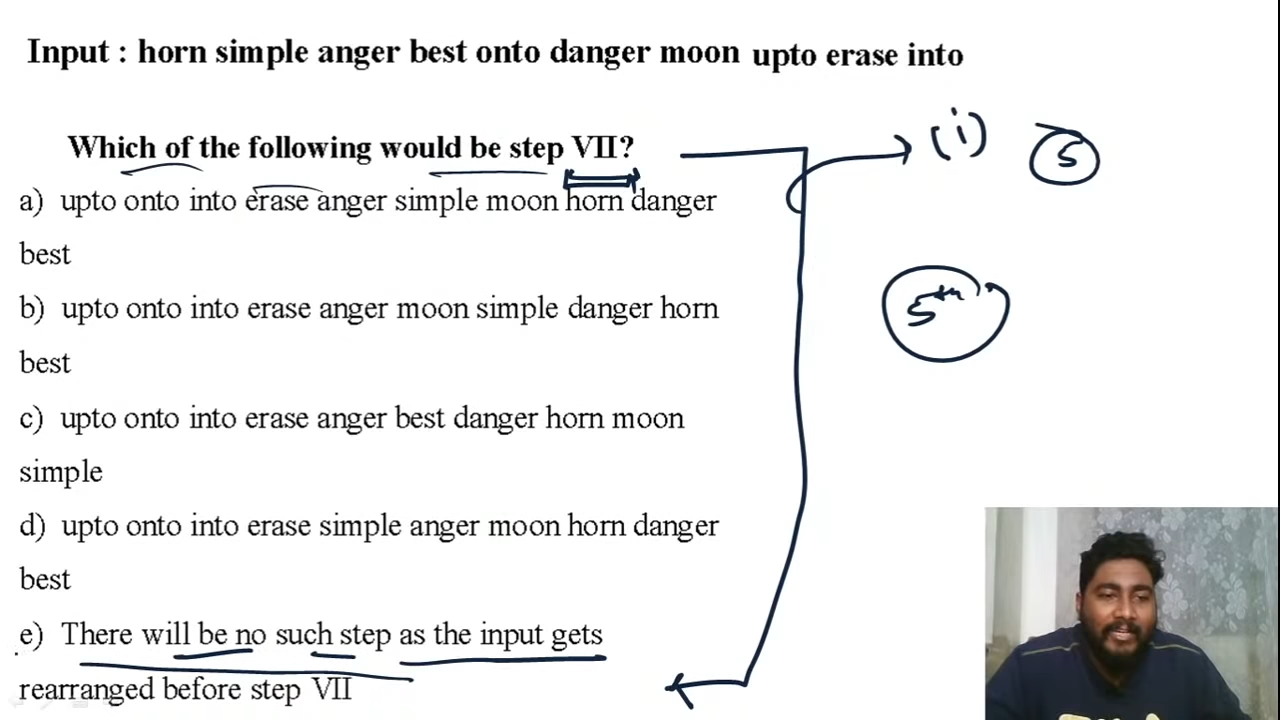 Input : horn simple anger best onto danger moon upto erase into
Which of the following would be step VII?
(i) 5
a) upto onto into erase anger simple moon horn danger
best
5th
b) upto onto into erase anger moon simple danger horn
best
c) upto onto into erase anger best danger horn moon
simple
d) upto onto into erase simple anger moon horn danger
best
e) There will be no such step as the input gets
rearranged before step VII